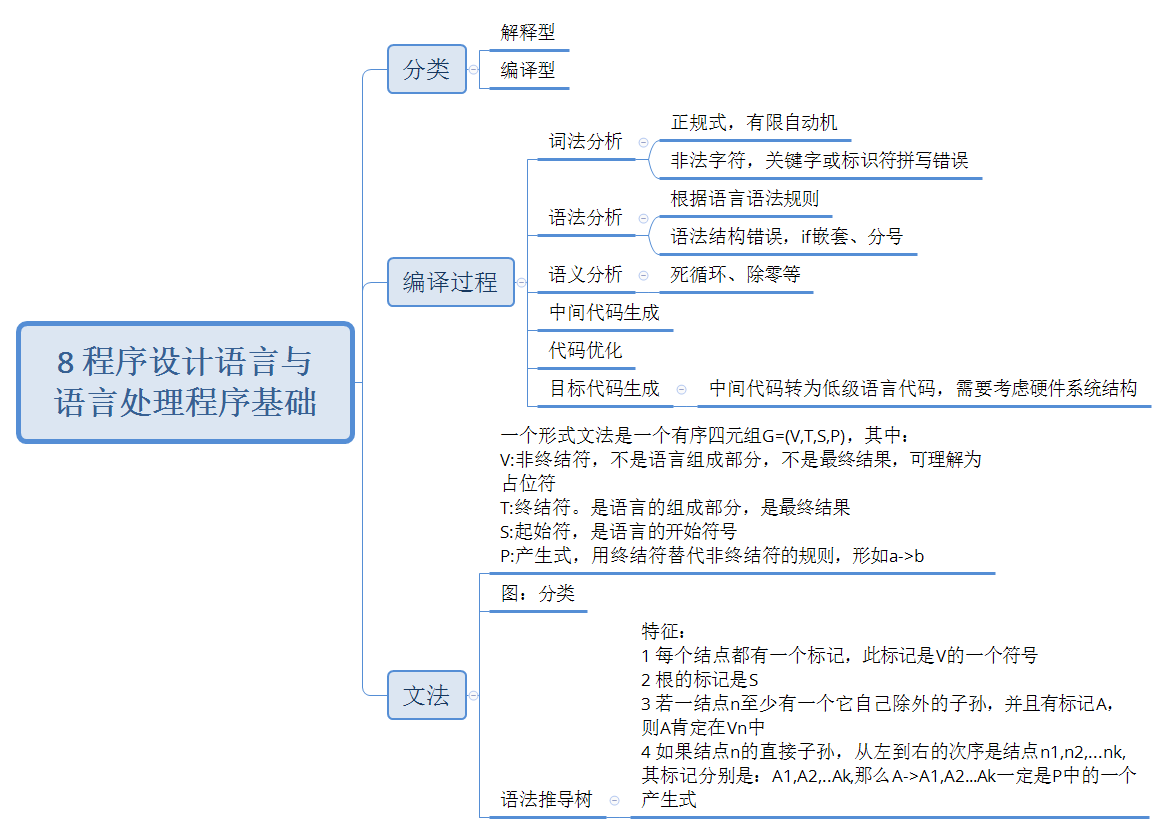 8 程序设计语言与
语言处理程序基础
分类
解释型
编译型
编译过程
词法分析
正规式，有限自动机
非法字符，关键字或标识符拼写错误
语法分析
根据语言语法规则
语法结构错误，if嵌套、分号
语义分析
死循环、除零等
中间代码生成
代码优化
目标代码生成
中间代码转为低级语言代码，需要考虑硬件系统结构
文法
一个形式文法是一个有序四元组G=(V,T,S,P)，其中：
V:非终结符，不是语言组成部分，不是最终结果，可理解为
占位符
T:终结符。是语言的组成部分，是最终结果
S:起始符，是语言的开始符号
P:产生式，用终结符替代非终结符的规则，形如a->b
图：分类
语法推导树
特征：
1 每个结点都有一个标记，此标记是V的一个符号
2 根的标记是S
3 若一结点n至少有一个它自己除外的子孙，并且有标记A，
则A肯定在Vn中
4 如果结点n的直接子孙，从左到右的次序是结点n1,n2,...nk,
其标记分别是：A1,A2,..Ak,那么A->A1,A2...Ak一定是P中的一个
产生式